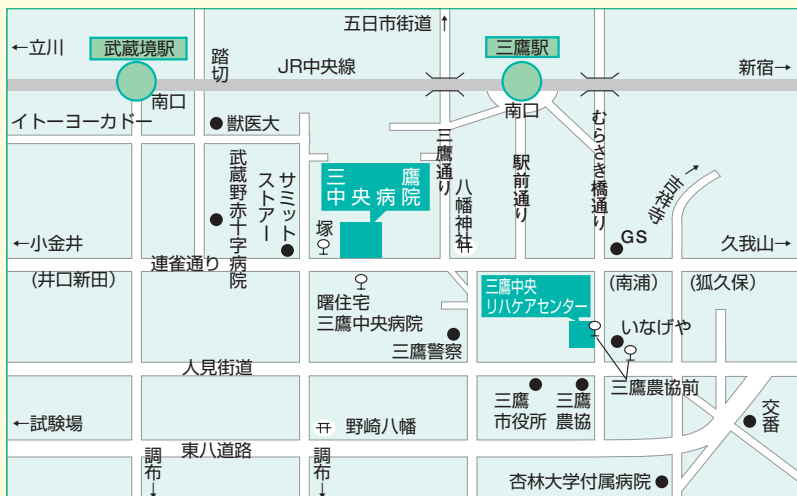 五日市街道↑
←立川
武蔵境駅
踏切
JR中央線
三鷹駅
新宿→
南口
南口
イトーヨーカドー
獣医大
三鷹通り
駅前通り
むらさき橋通り
吉祥寺→
武蔵野赤十字病院
サミット
ストアー
三鷹
中央病院
八幡神社
塚
GS
←小金井
久我山→
連雀通り
(井口新田)
(南浦)
(狐久保)
曙住宅
三鷹中央病院
三鷹中央
リハケアセンター
三鷹警察
いなげや
人見街道
三鷹農協前
三鷹
市役所
三鷹
農協
交番
←試験場
野崎八幡
東八道路
調布→
調布→
杏林大学付属病院